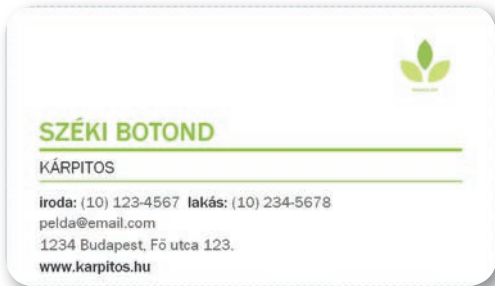 SZÉKI BOTOND
KÁRPITOS
iroda: (10) 123-4567 lakás: (10) 234-5678
pelda@email.com
1234 Budapest, Fő utca 123.
www.karpitos.hu